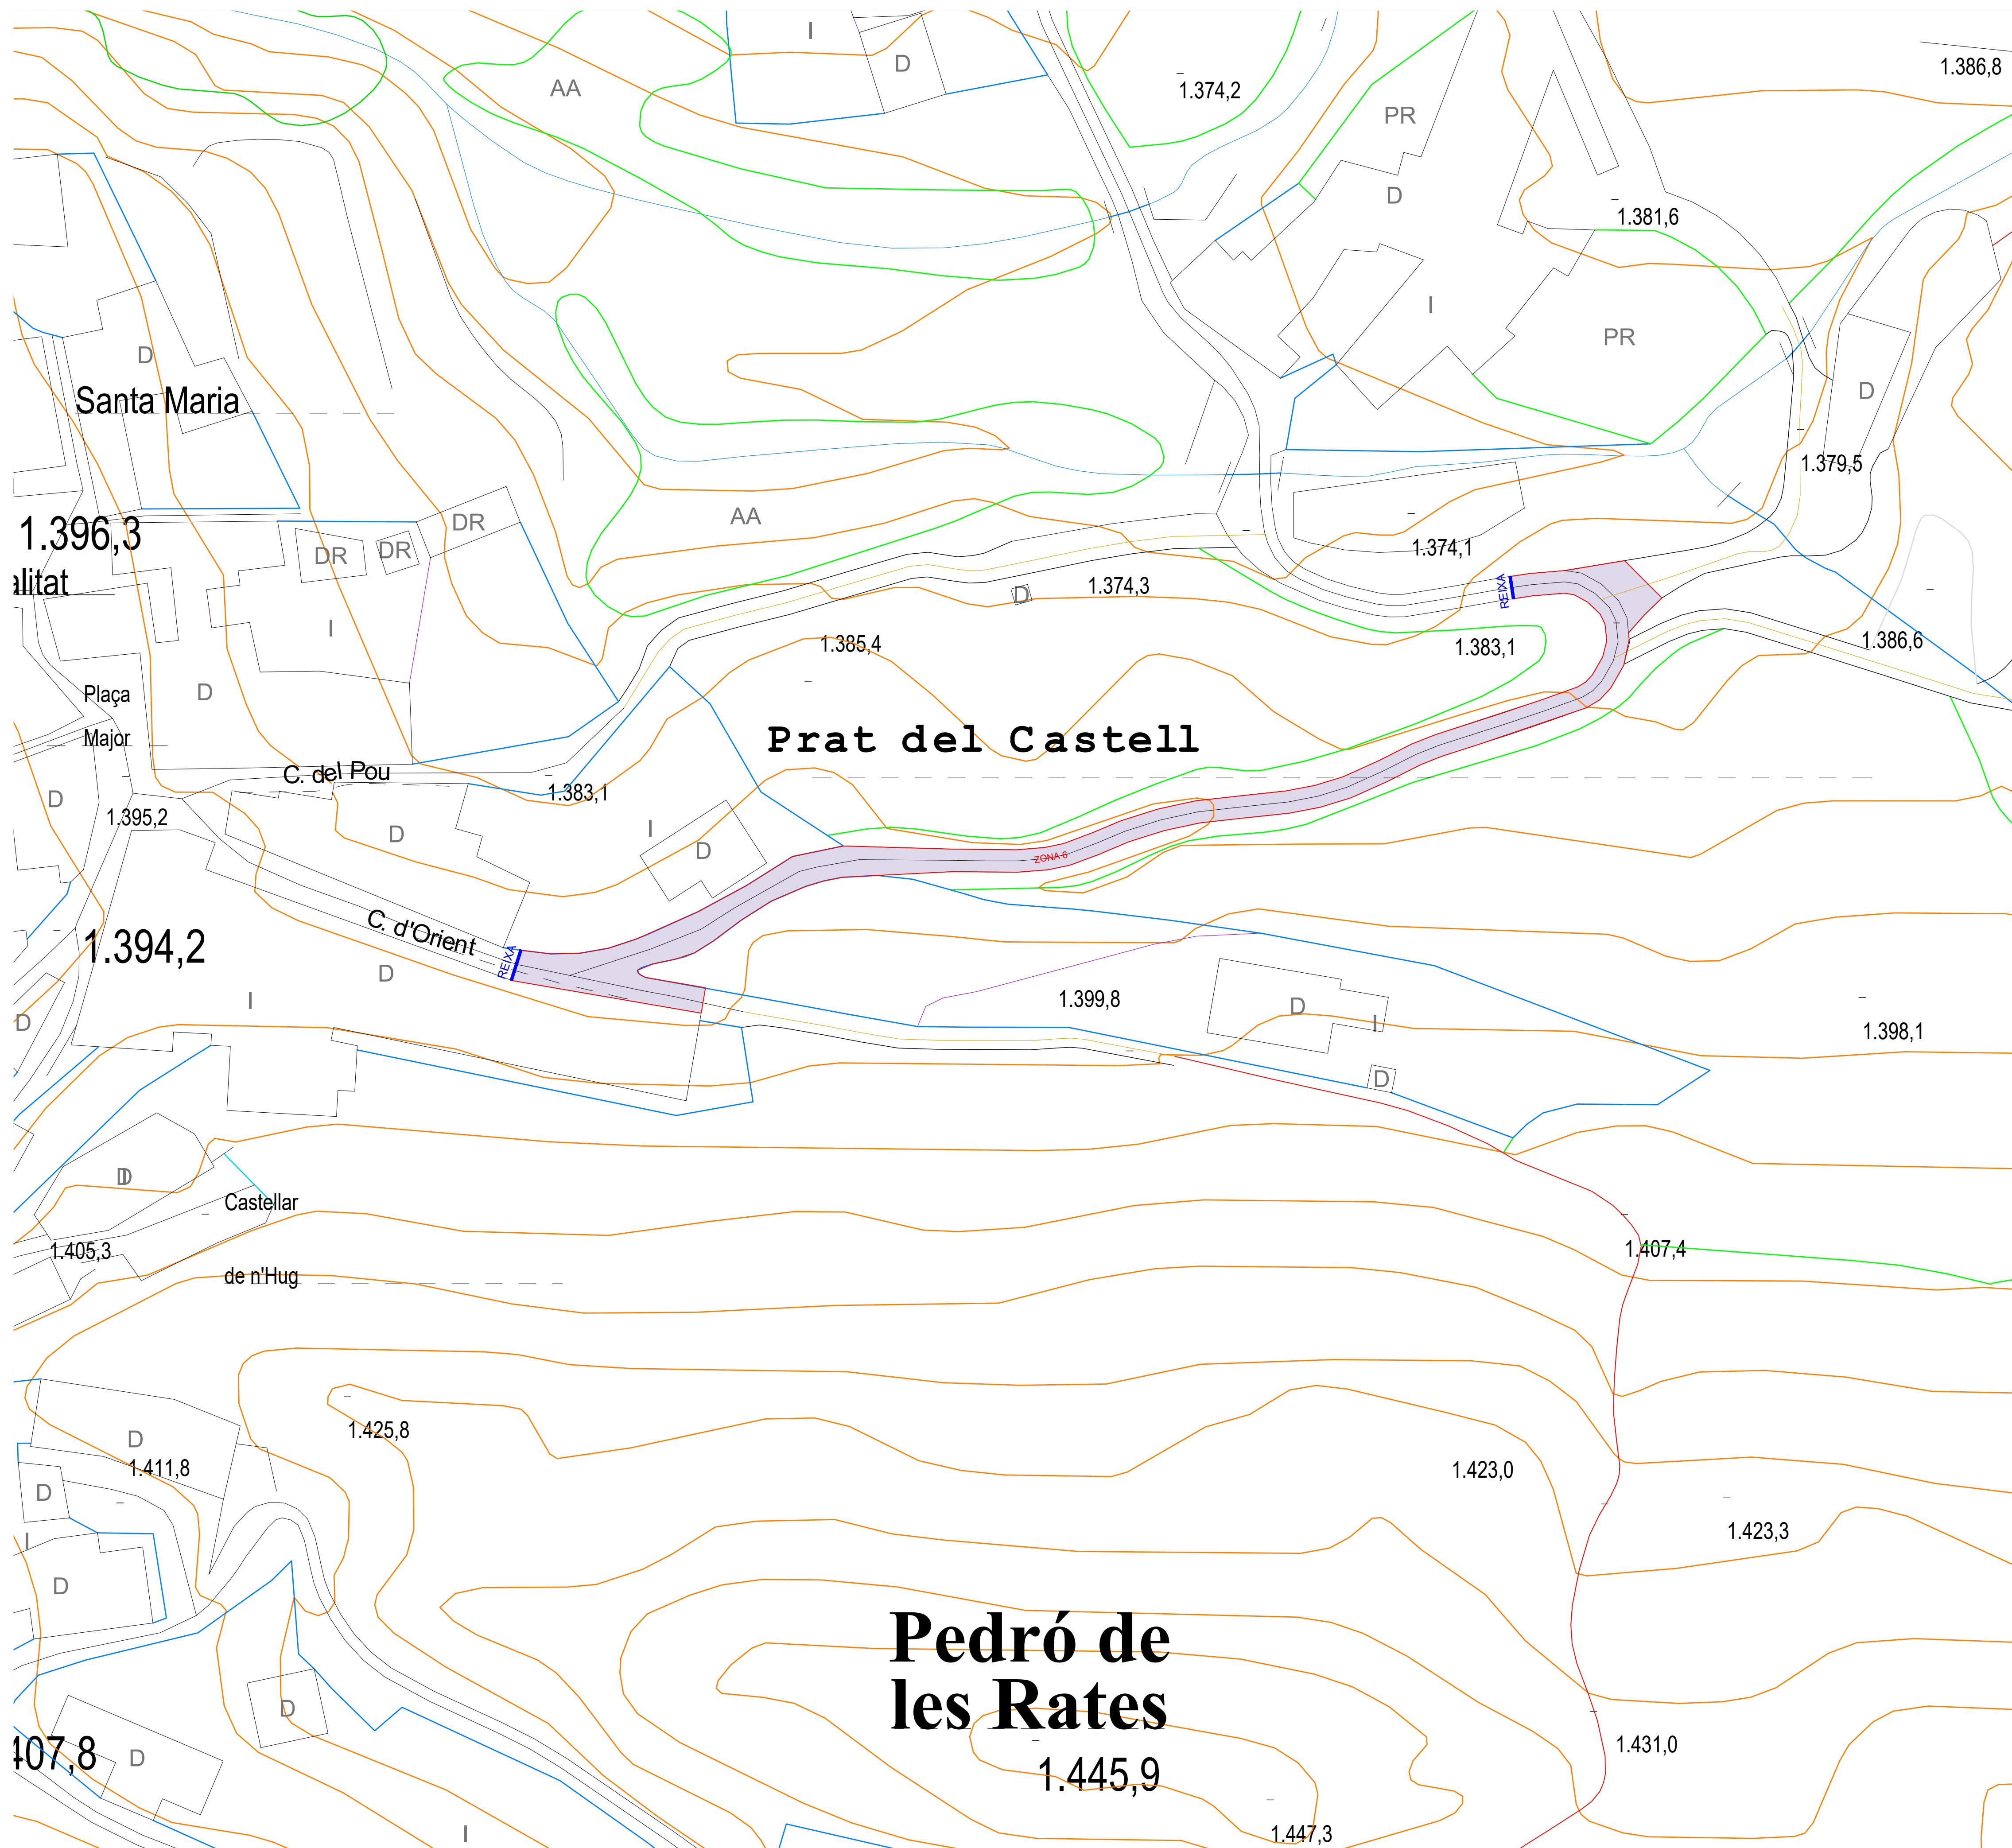 I
D
1.386,8
AA
1.374,2
PR
D
1.381,6
I
PR
D
Santa Maria
D
1.379,5
DR
AA
1.396,3
DR
DR
1.374,1
alitat
D
1.374,3
REIXA
I
1.385,4
1.383,1
1.386,6
Plaça
D
Major
Prat del Castell
C. del Pou
1.383,1
D
1.395,2
D
I
D
ZONA 6
C. d'Orient
1.394,2
REIXA
D
I
1.399,8
D
I
D
1.398,1
D
D
Castellar
1.405,3
1.407,4
de n'Hug
1.425,8
D
1.411,8
1.423,0
D
1.423,3
I
D
Pedró de
les Rates
D
407,8
D
1.445,9
1.431,0
I
1.447,3